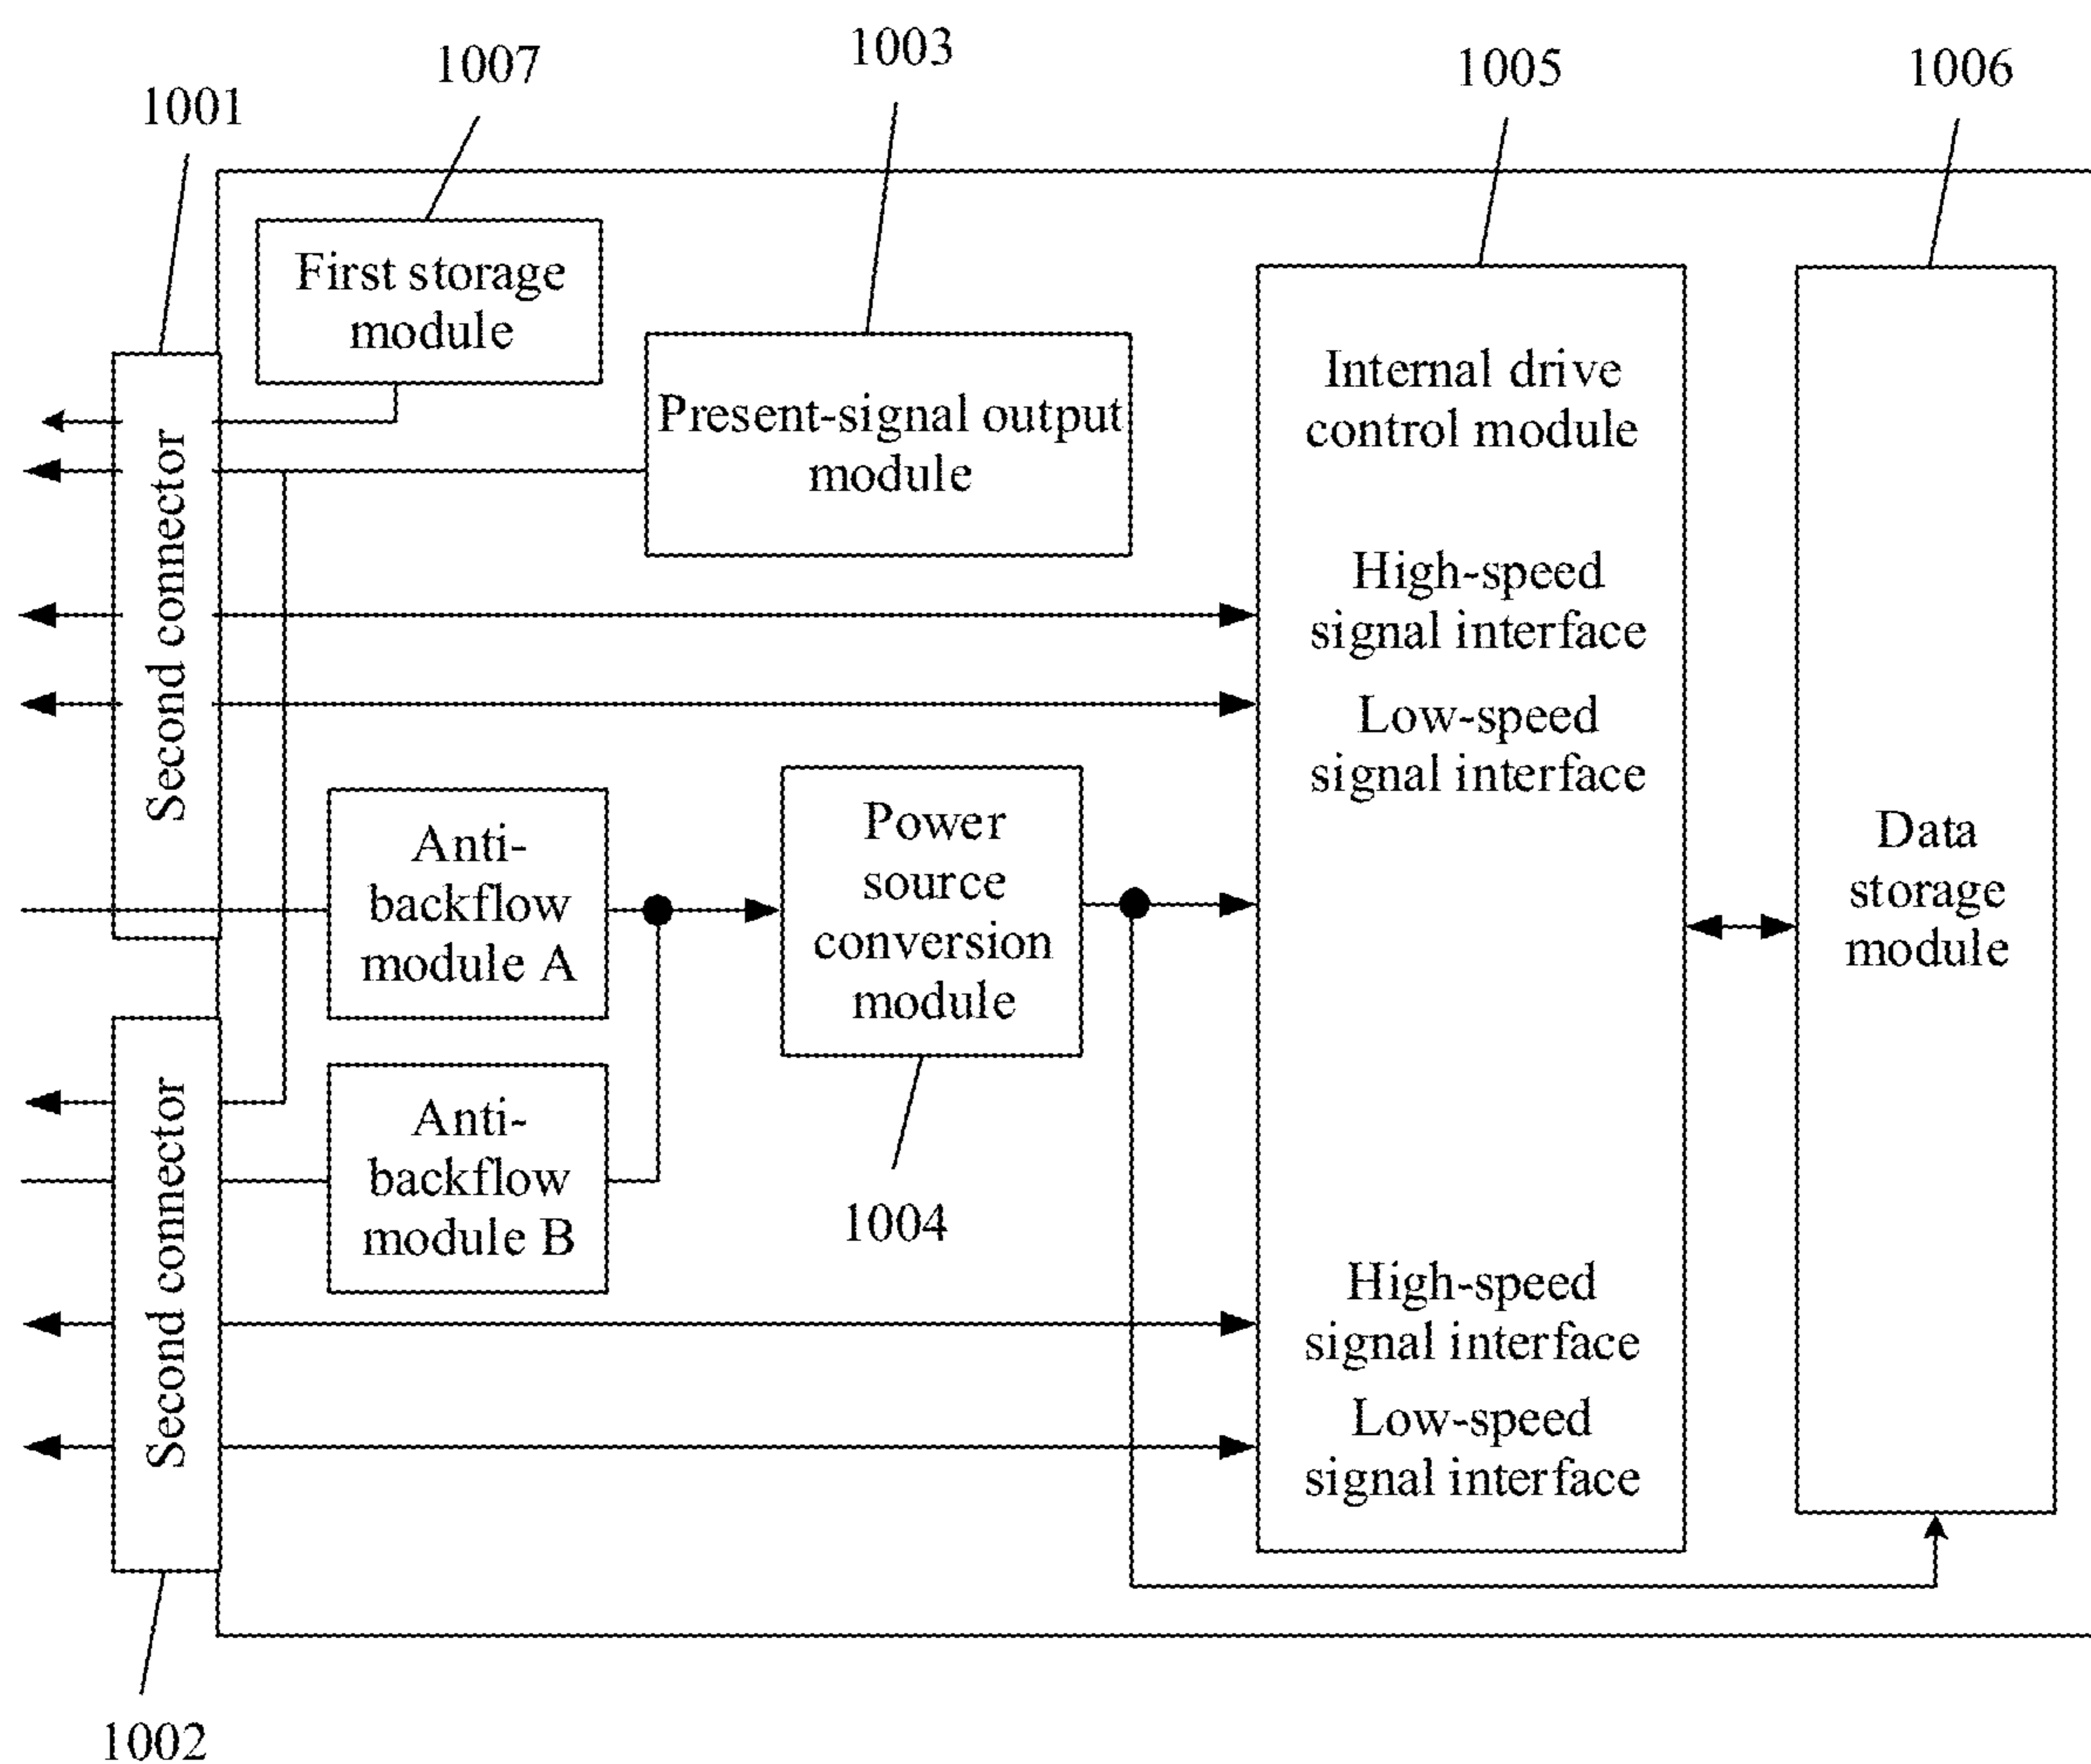 1003
1007
1005
1006
1001
First storage
module
Present-signal output
module
Internal drive
control module
High-speed
signal interface
Low-speed
signal interface
Second connector
Anti-
backflow
module A
Power
source
conversion
module
Data
storage
module
Second connector
Anti-
backflow
module B
1004
High-speed
signal interface
Low-speed
signal interface
1002